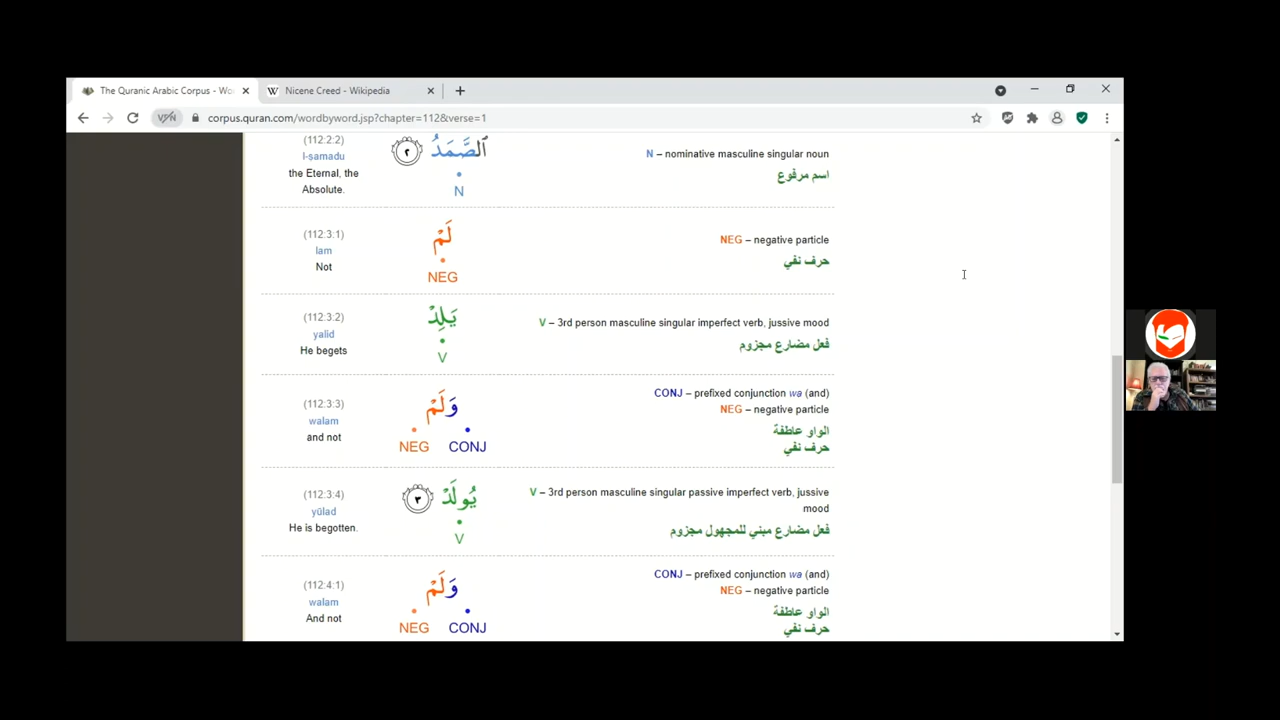 The Quranic Arabic Corpus - Wo
Nicene Creed - Wikipedia
VPN
corpus.quran.com/wordbyword.jsp?chapter=112&verse=1
(112:2:2)
l-ṣamadu
the Eternal, the
Absolute.
ٱلصَّمَدُ ٢
N
N – nominative masculine singular noun
اسم مرفوع
(112:3:1)
lam
Not
لَمْ
NEG
NEG – negative particle
حرف نفي
(112:3:2)
yalid
He begets
يَلِدْ
V
V – 3rd person masculine singular imperfect verb, jussive mood
فعل مضارع مجزوم
(112:3:3)
walam
and not
وَلَمْ
NEG CONJ
CONJ – prefixed conjunction wa (and)
NEG – negative particle
الواو عاطفة
حرف نفي
(112:3:4)
yūlad
He is begotten.
يُولَدْ ٣
V
V – 3rd person masculine singular passive imperfect verb, jussive
mood
فعل مضارع مبني للمجهول مجزوم
(112:4:1)
walam
And not
وَلَمْ
NEG CONJ
CONJ – prefixed conjunction wa (and)
NEG – negative particle
الواو عاطفة
حرف نفي